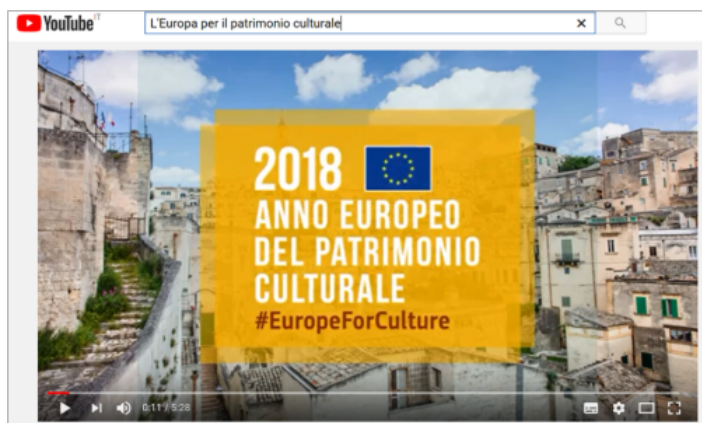 YouTube IT
L'Europa per il patrimonio culturale
2018
ANNO EUROPEO
DEL PATRIMONIO
CULTURALE
#EuropeForCulture
0:11 / 5:28